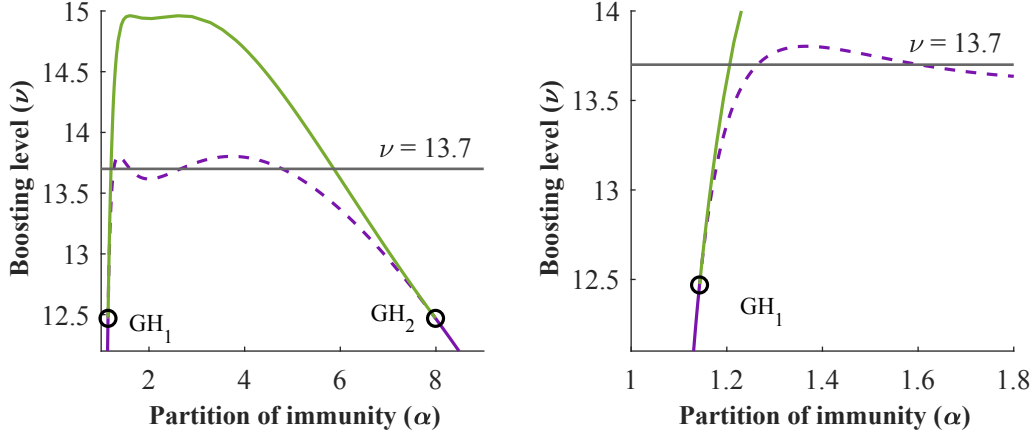 15
14.5
14
13.5
13
12.5
Boosting level (ν)
ν = 13.7
GH1
GH2
2
4
6
8
Partition of immunity (α)
14
13.5
13
12.5
Boosting level (ν)
ν = 13.7
GH1
1
1.2
1.4
1.6
1.8
Partition of immunity (α)